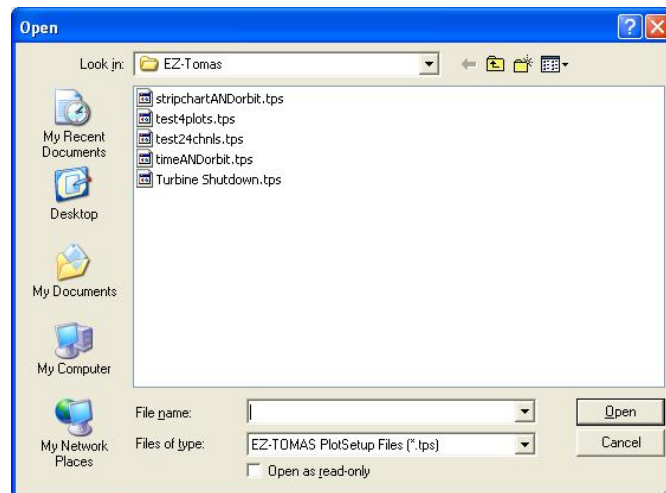 Open
Look in: EZ-Tomas
My Recent
Documents
Desktop
My Documents
My Computer
My Network
Places
stripchartANDorbit.tps
test4plots.tps
test24chnls.tps
timeANDorbit.tps
Turbine Shutdown.tps
File name:
Open
Files of type: EZ-TOMAS PlotSetup Files (*.tps)
Cancel
Open as read-only